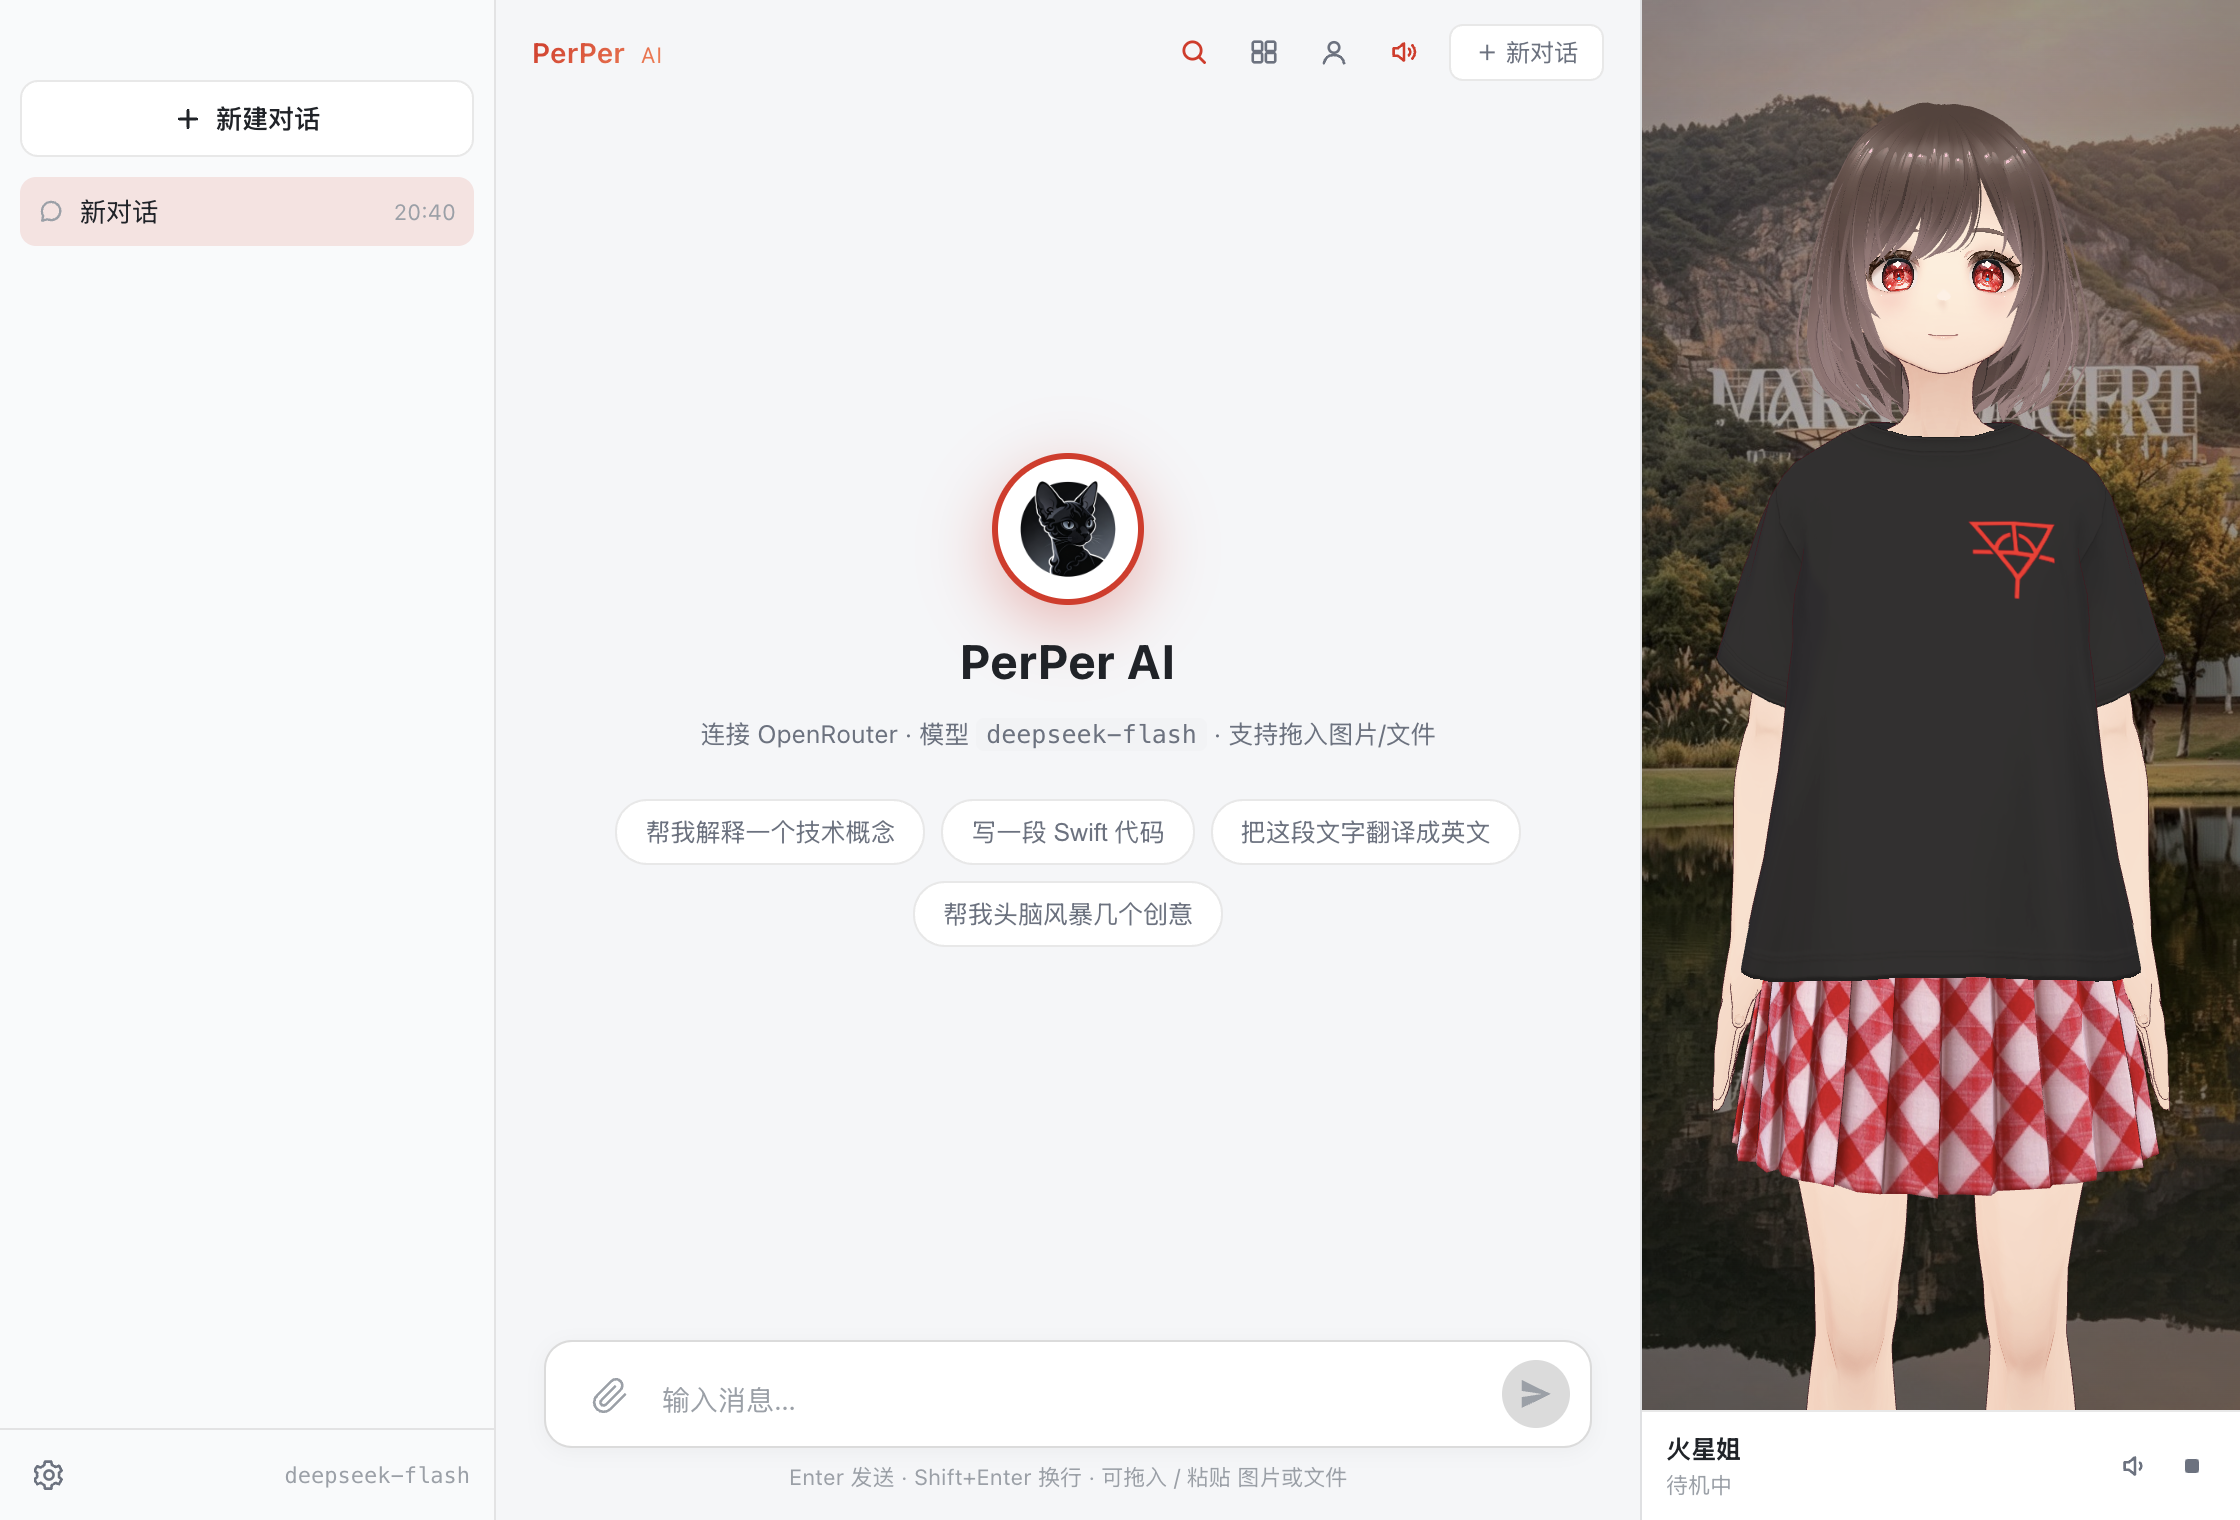 新建对话
新对话 20:40
deepseek-flash
PerPer AI
新对话
PerPer AI
连接 OpenRouter · 模型 deepseek-flash · 支持拖入图片/文件
帮我解释一个技术概念
写一段 Swift 代码
把这段文字翻译成英文
帮我头脑风暴几个创意
输入消息...
Enter 发送 · Shift+Enter 换行 · 可拖入 / 粘贴 图片或文件
火星姐
待机中